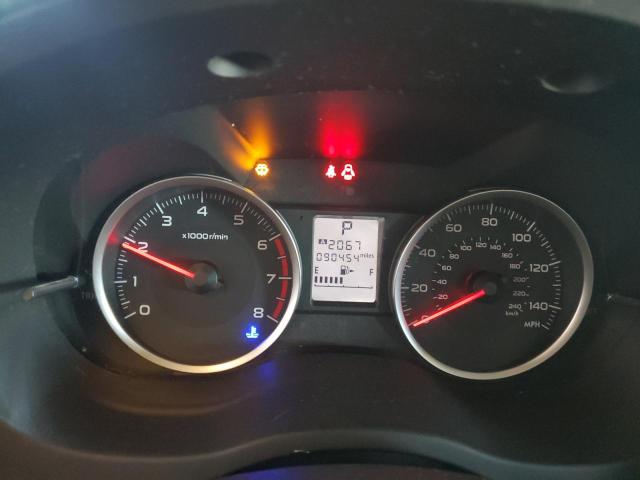 4
3 5
x1000r/min
2 6
1 7
0 8
P
A 2067
090454 miles
E F
80
60 100
100 120 140
40 80 160
60 180 120
20 40 200
20 220
0 240 140
km/h MPH